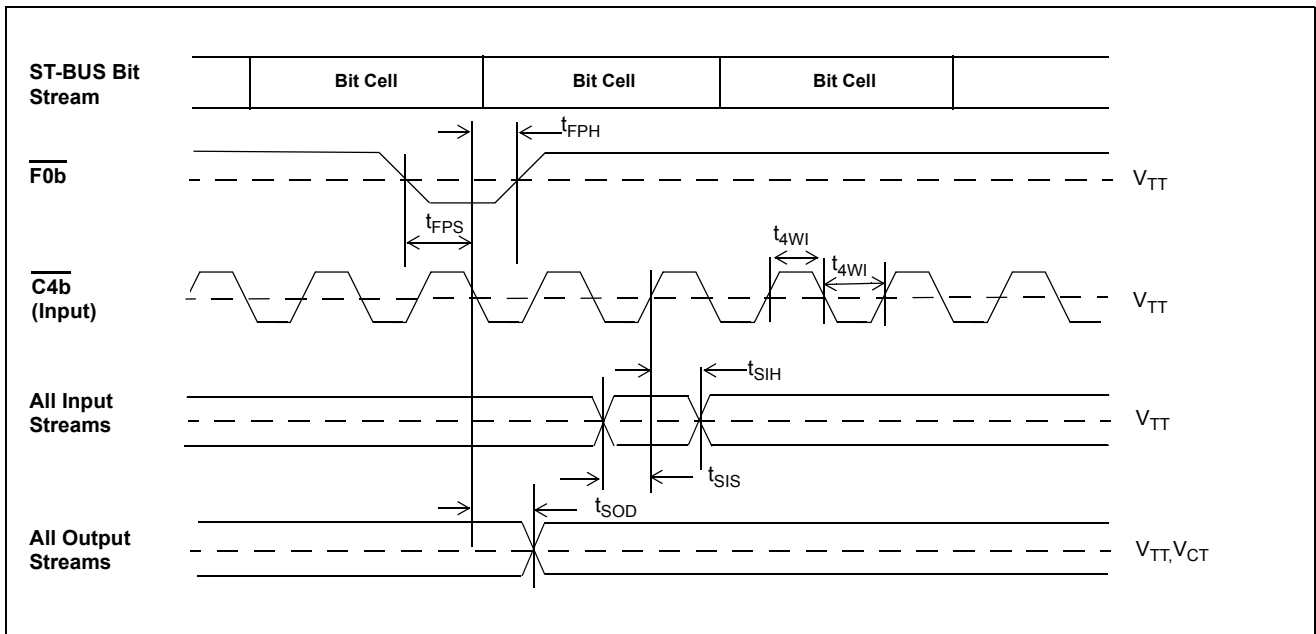 ST-BUS Bit
Stream
Bit Cell
Bit Cell
Bit Cell
tFPH
F0b
VTT
tFPS
t4WI
t4WI
C4b
(Input)
VTT
tSIH
All Input
Streams
VTT
tSIS
tSOD
All Output
Streams
VTT,VCT